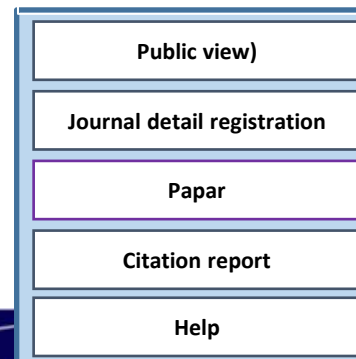 Public view)
Journal detail registration
Papar
Citation report
Help